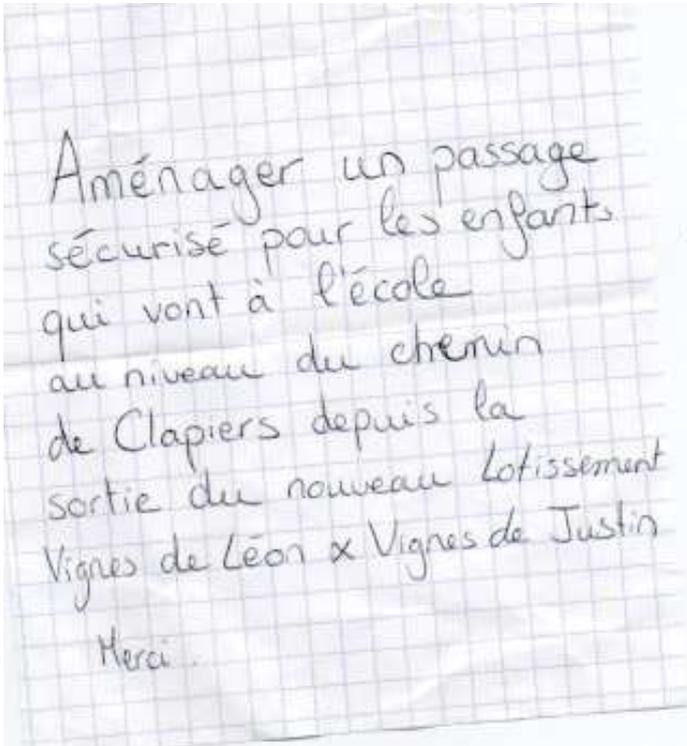 Aménager un passage
sécurisé pour les enfants
qui vont à l'école
au niveau du chemin
de Clapiers depuis la
sortie du nouveau Lotissement
Vignes de Léon x Vignes de Justin
Merci.